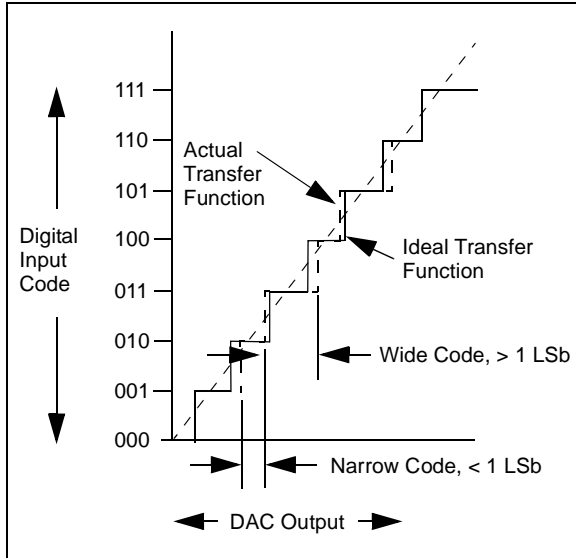 111
110
Actual
Transfer
Function
101
Digital
Input
Code
100
Ideal Transfer
Function
011
010
Wide Code, > 1 LSb
001
000
Narrow Code, < 1 LSb
DAC Output